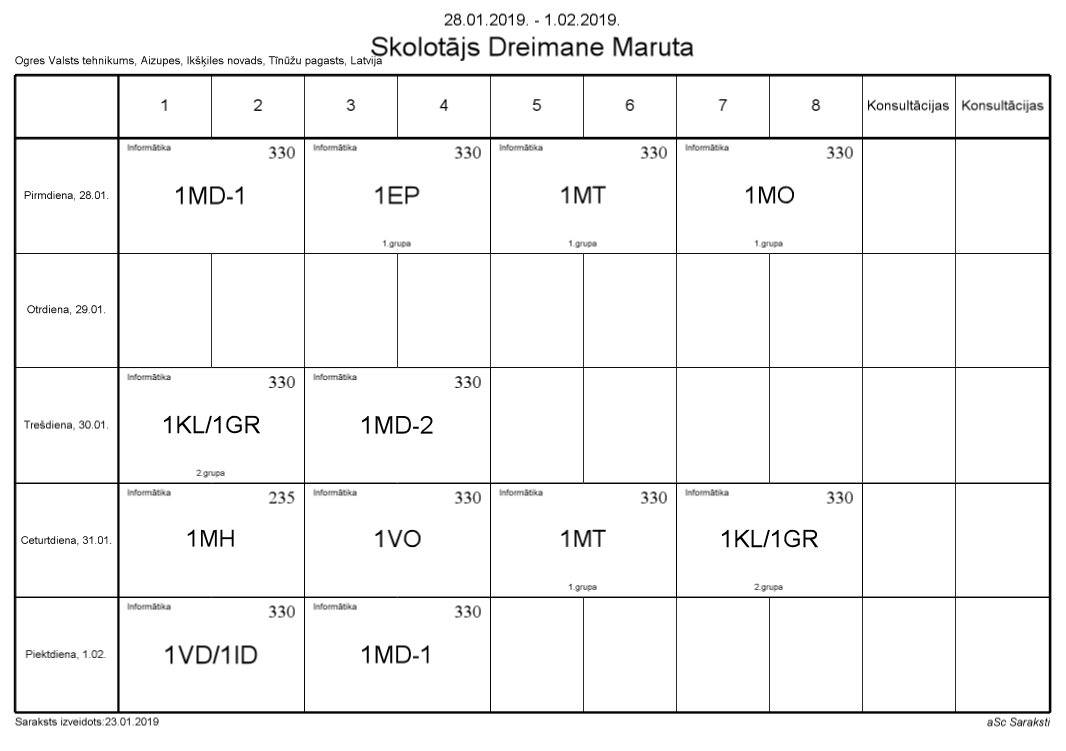 28.01.2019. - 1.02.2019.
Skolotājs Dreimane Maruta
Ogres Valsts tehnikums, Aizupes, Ikšķiles novads, Tīnūžu pagasts, Latvija
1 2 3 4 5 6 7 8 Konsultācijas Konsultācijas
Informātika 330 Informātika 330 Informātika 330 Informātika 330
Pirmdiena, 28.01. 1MD-1 1EP 1MT 1MO
1.grupa 1.grupa 1.grupa
Otrdiena, 29.01.
Informātika 330 Informātika 330
Trešdiena, 30.01. 1KL/1GR 1MD-2
2.grupa
Informātika 235 Informātika 330 Informātika 330 Informātika 330
Ceturtdiena, 31.01. 1MH 1VO 1MT 1KL/1GR
1.grupa 2.grupa
Informātika 330 Informātika 330
Piektdiena, 1.02. 1VD/1ID 1MD-1
Saraksts izveidots:23.01.2019 aSc Saraksti